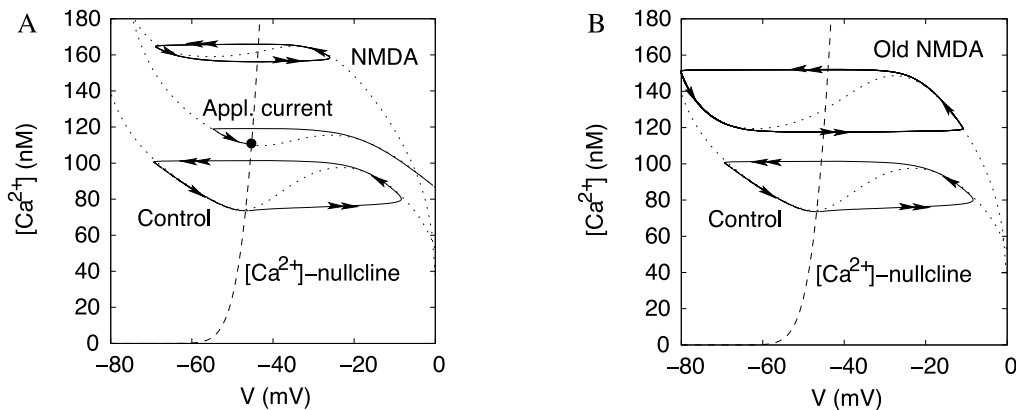 A
180
160
140
120
100
80
60
40
20
0
[Ca2+] (nM)
NMDA
Appl. current
Control
[Ca2+]−nullcline
−80 −60 −40 −20 0
V (mV)
B
180
160
140
120
100
80
60
40
20
0
[Ca2+] (nM)
Old NMDA
Control
[Ca2+]−nullcline
−80 −60 −40 −20 0
V (mV)